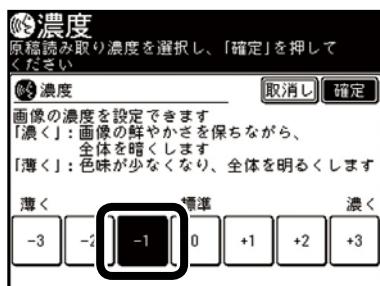 濃度
原稿読み取り濃度を選択し、「確定」を押して
ください
濃度 取消し 確定
画像の濃度を設定できます
「濃く」：画像の鮮やかさを保ちながら、
全体を暗くします
「薄く」：色味が少なくなり、全体を明るくします
薄く 標準 濃く
-3 -2 -1 0 +1 +2 +3